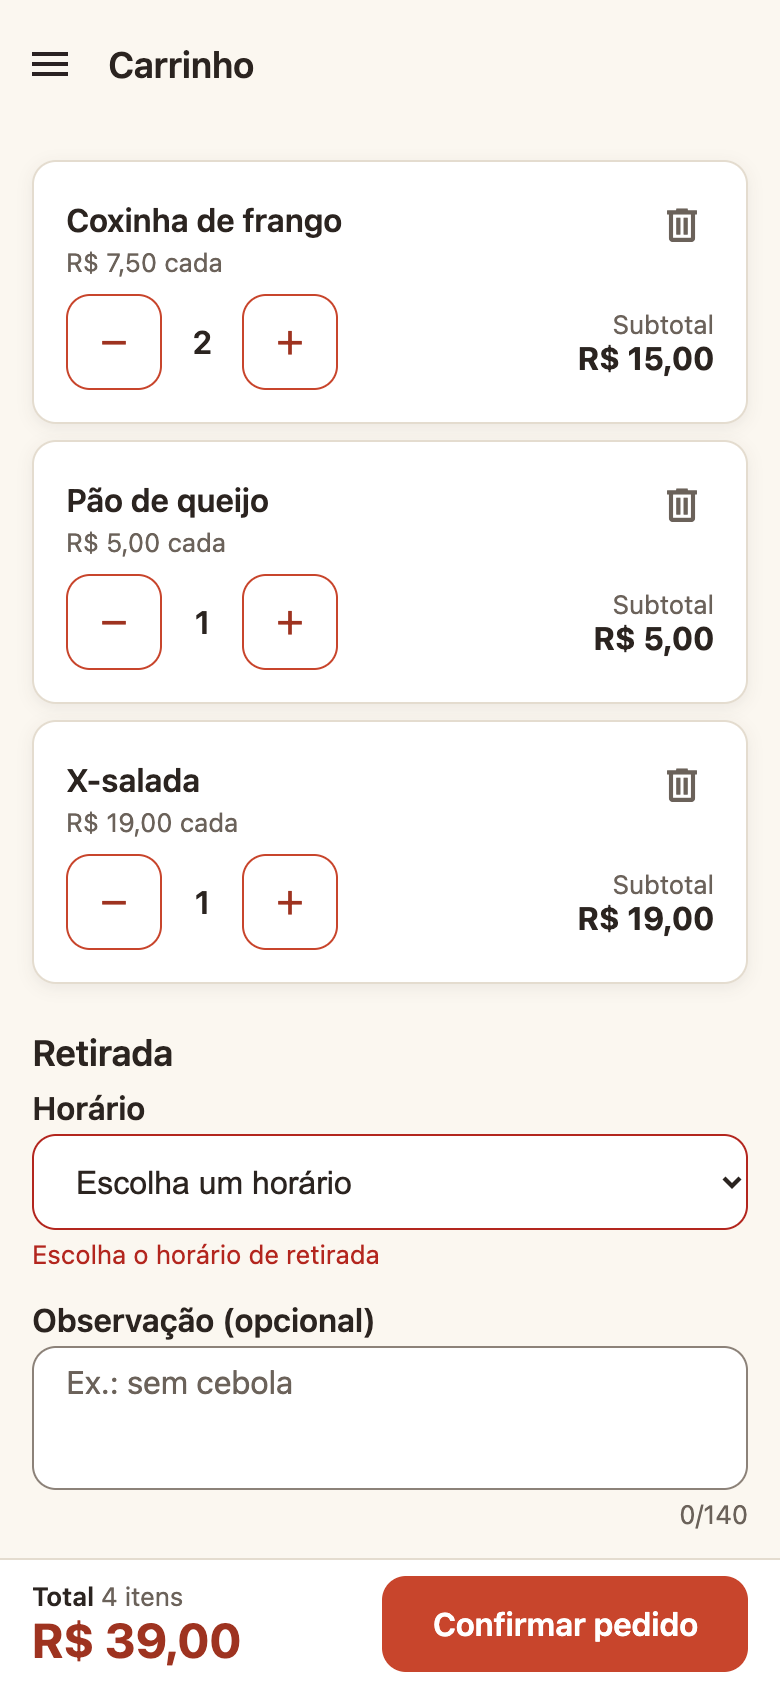 Carrinho
Coxinha de frango
R$ 7,50 cada
− 2 +
Subtotal
R$ 15,00
Pão de queijo
R$ 5,00 cada
− 1 +
Subtotal
R$ 5,00
X-salada
R$ 19,00 cada
− 1 +
Subtotal
R$ 19,00
Retirada
Horário
Escolha um horário
Escolha o horário de retirada
Observação (opcional)
Ex.: sem cebola
0/140
Total 4 itens
R$ 39,00
Confirmar pedido